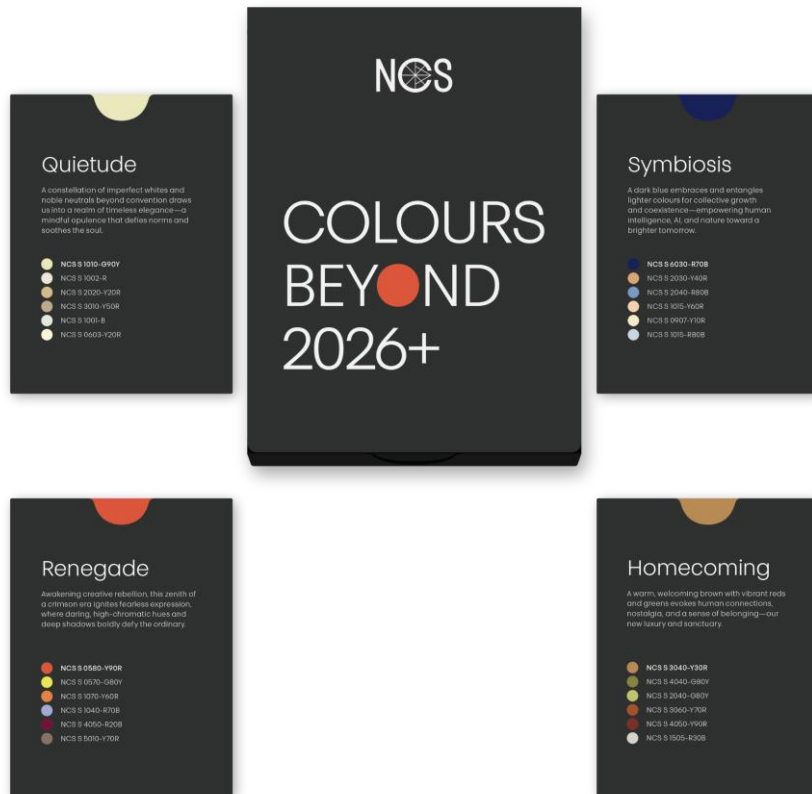 NCS
COLOURS
BEYOND
2026+
Quietude
A constellation of imperfect whites and
noble neutrals beyond convention draws
us into a realm of timeless elegance—a
mindful opulence that defies norms and
soothes the soul.
NCS S 1010-G90Y
NCS S 1002-R
NCS S 2020-Y20R
NCS S 3010-Y50R
NCS S 1001-B
NCS S 0603-Y20R
Symbiosis
A dark blue embraces and entangles
lighter colours for collective growth
and coexistence—empowering human
intelligence, AI, and nature toward a
brighter tomorrow.
NCS S 6030-R70B
NCS S 2030-Y40R
NCS S 2040-R80B
NCS S 1015-Y60R
NCS S 0907-Y10R
NCS S 1015-R80B
Renegade
Awakening creative rebellion, this zenith of
a crimson era ignites fearless expression,
where daring, high-chromatic hues and
deep shadows boldly defy the ordinary.
NCS S 0580-Y90R
NCS S 0570-G80Y
NCS S 1070-Y60R
NCS S 1040-R70B
NCS S 4050-R20B
NCS S 5010-Y70R
Homecoming
A warm, welcoming brown with vibrant reds
and greens evokes human connections,
nostalgia, and a sense of belonging—our
new luxury and sanctuary.
NCS S 3040-Y30R
NCS S 4040-G80Y
NCS S 2040-G80Y
NCS S 3060-Y70R
NCS S 4050-Y90R
NCS S 1505-R30B